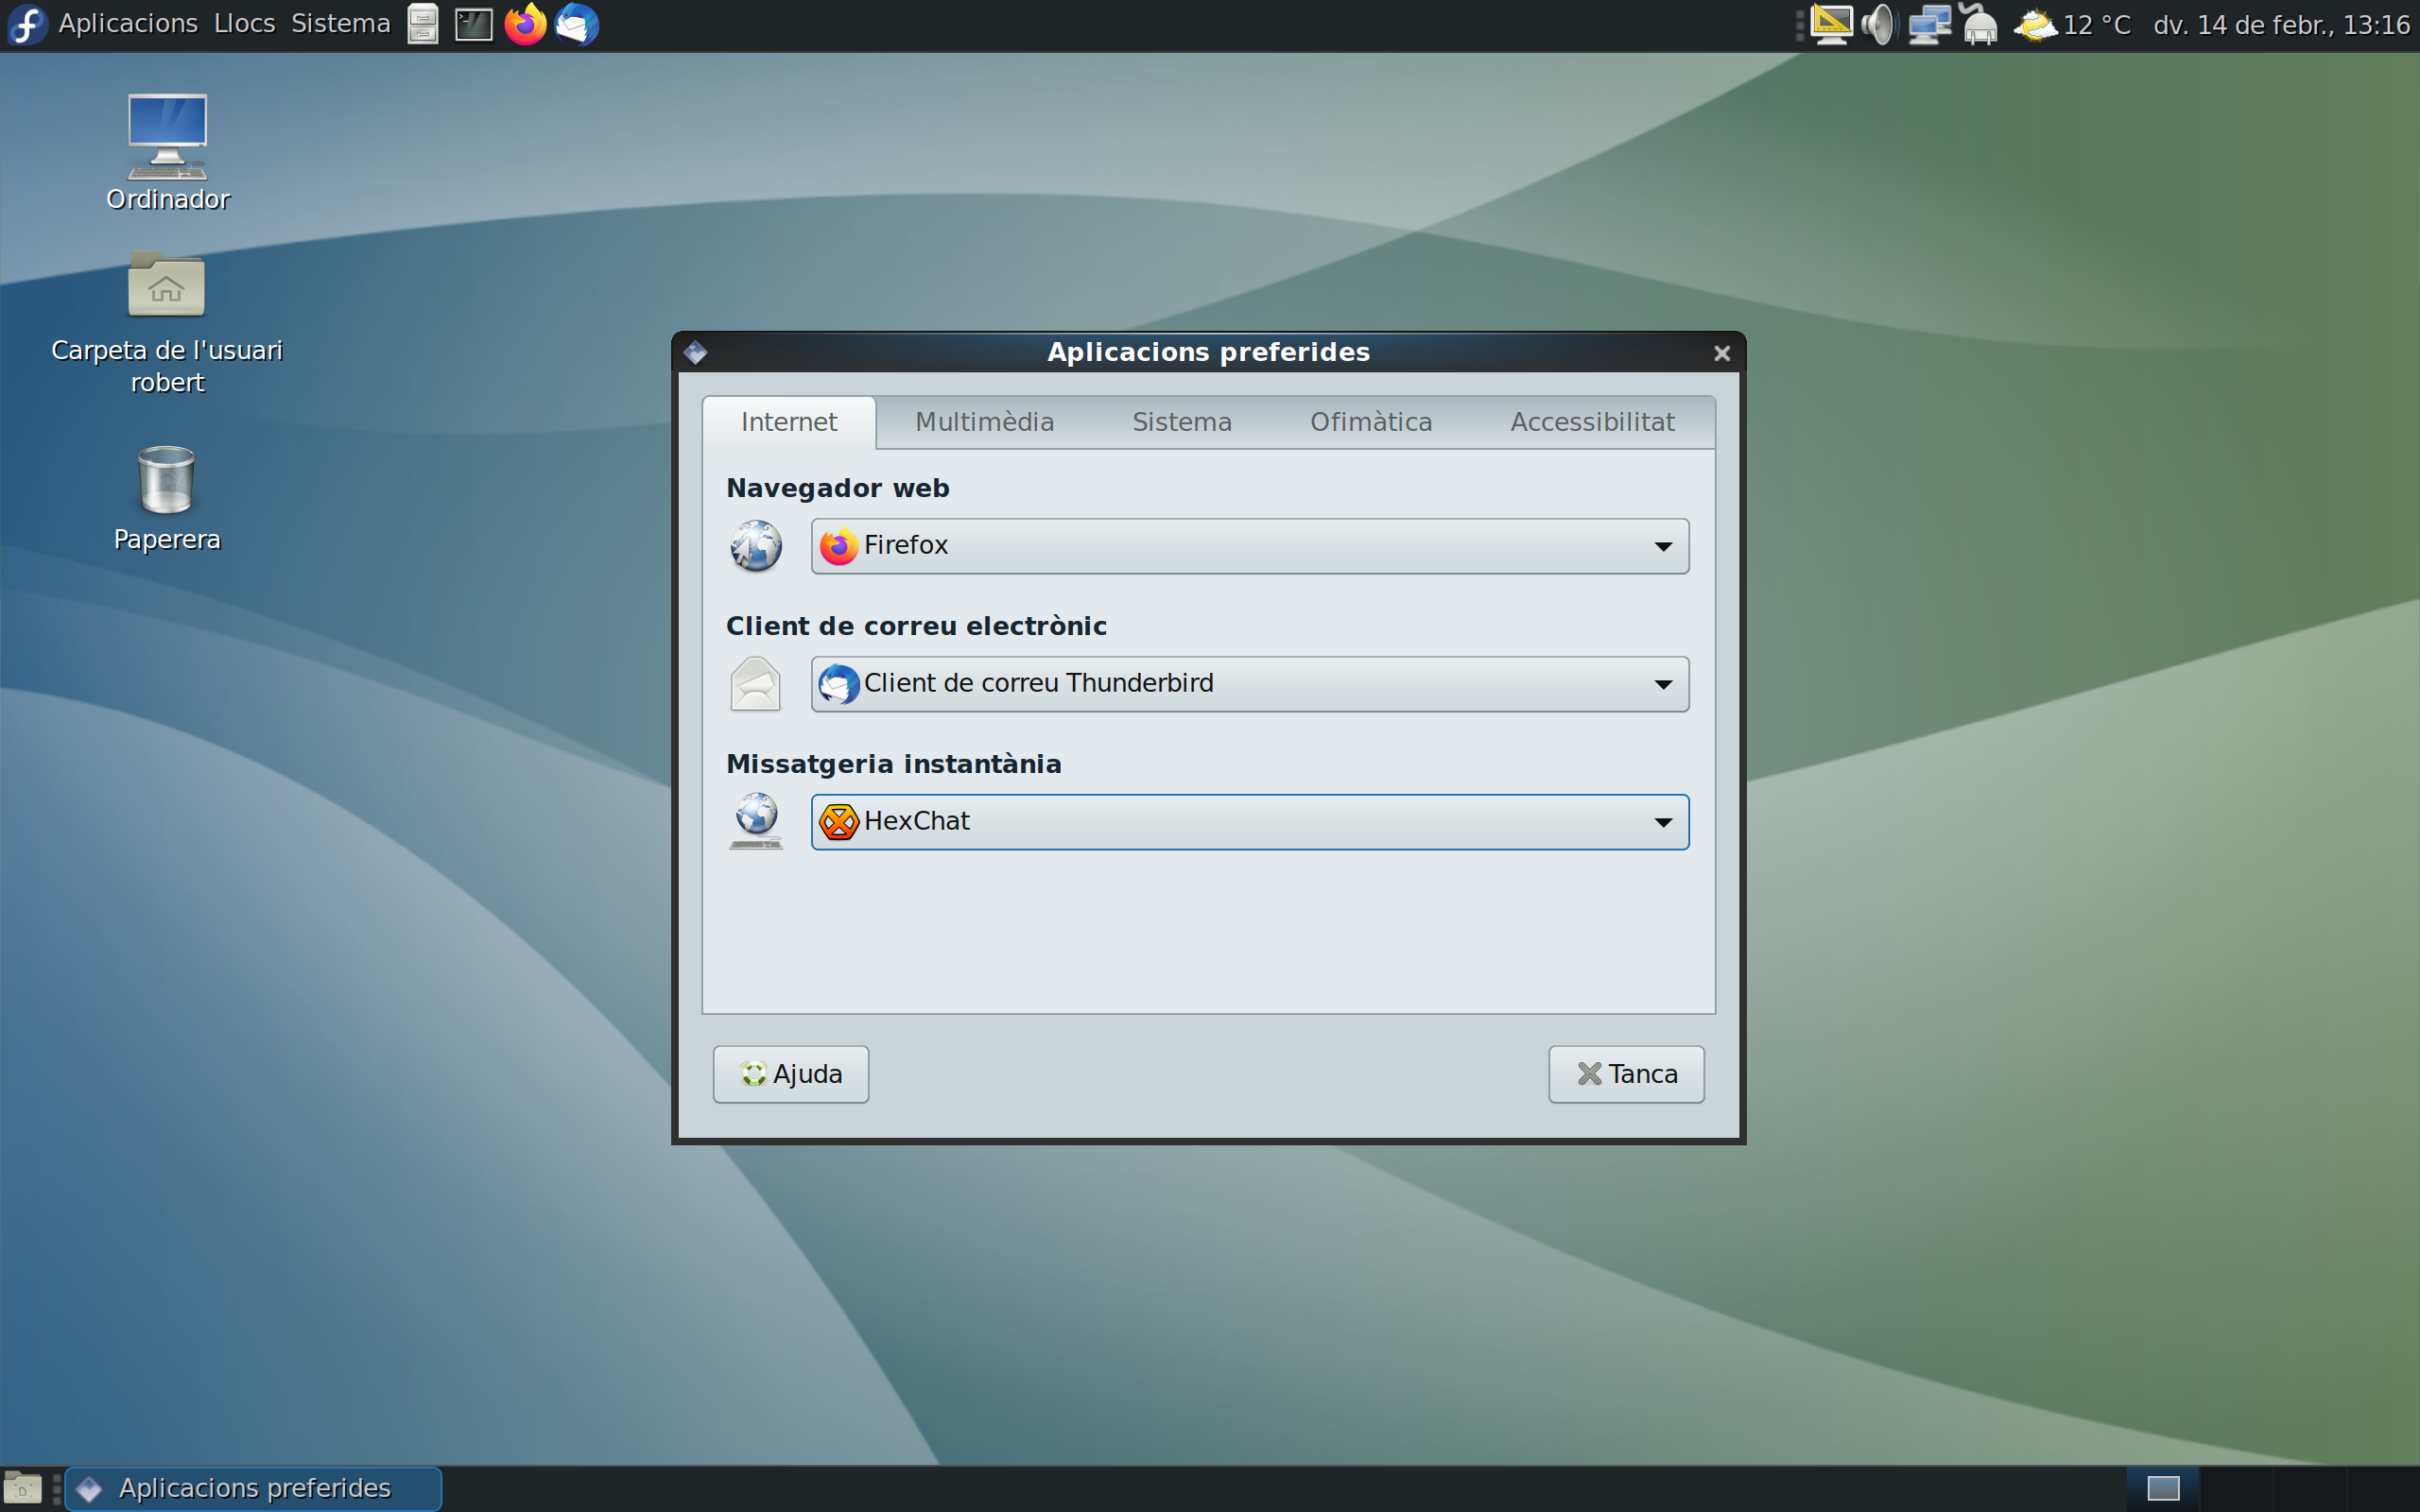 Aplicacions Llocs Sistema
12 °C dv. 14 de febr., 13:16
Ordinador
Carpeta de l'usuari
robert
Paperera
Aplicacions preferides
Internet Multimèdia Sistema Ofimàtica Accessibilitat
Navegador web
Firefox
Client de correu electrònic
Client de correu Thunderbird
Missatgeria instantània
HexChat
Ajuda Tanca
Aplicacions preferides